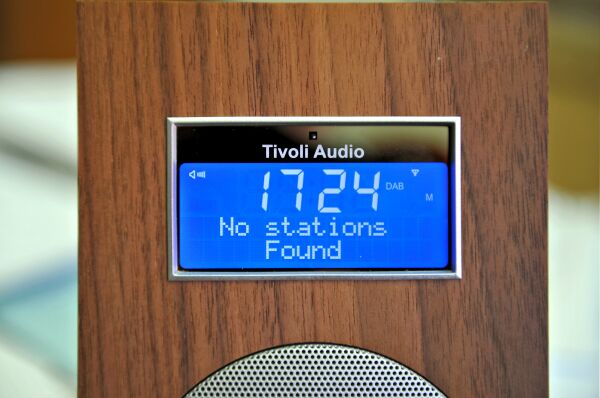 Tivoli Audio
1724 DAB
M
No stations
Found